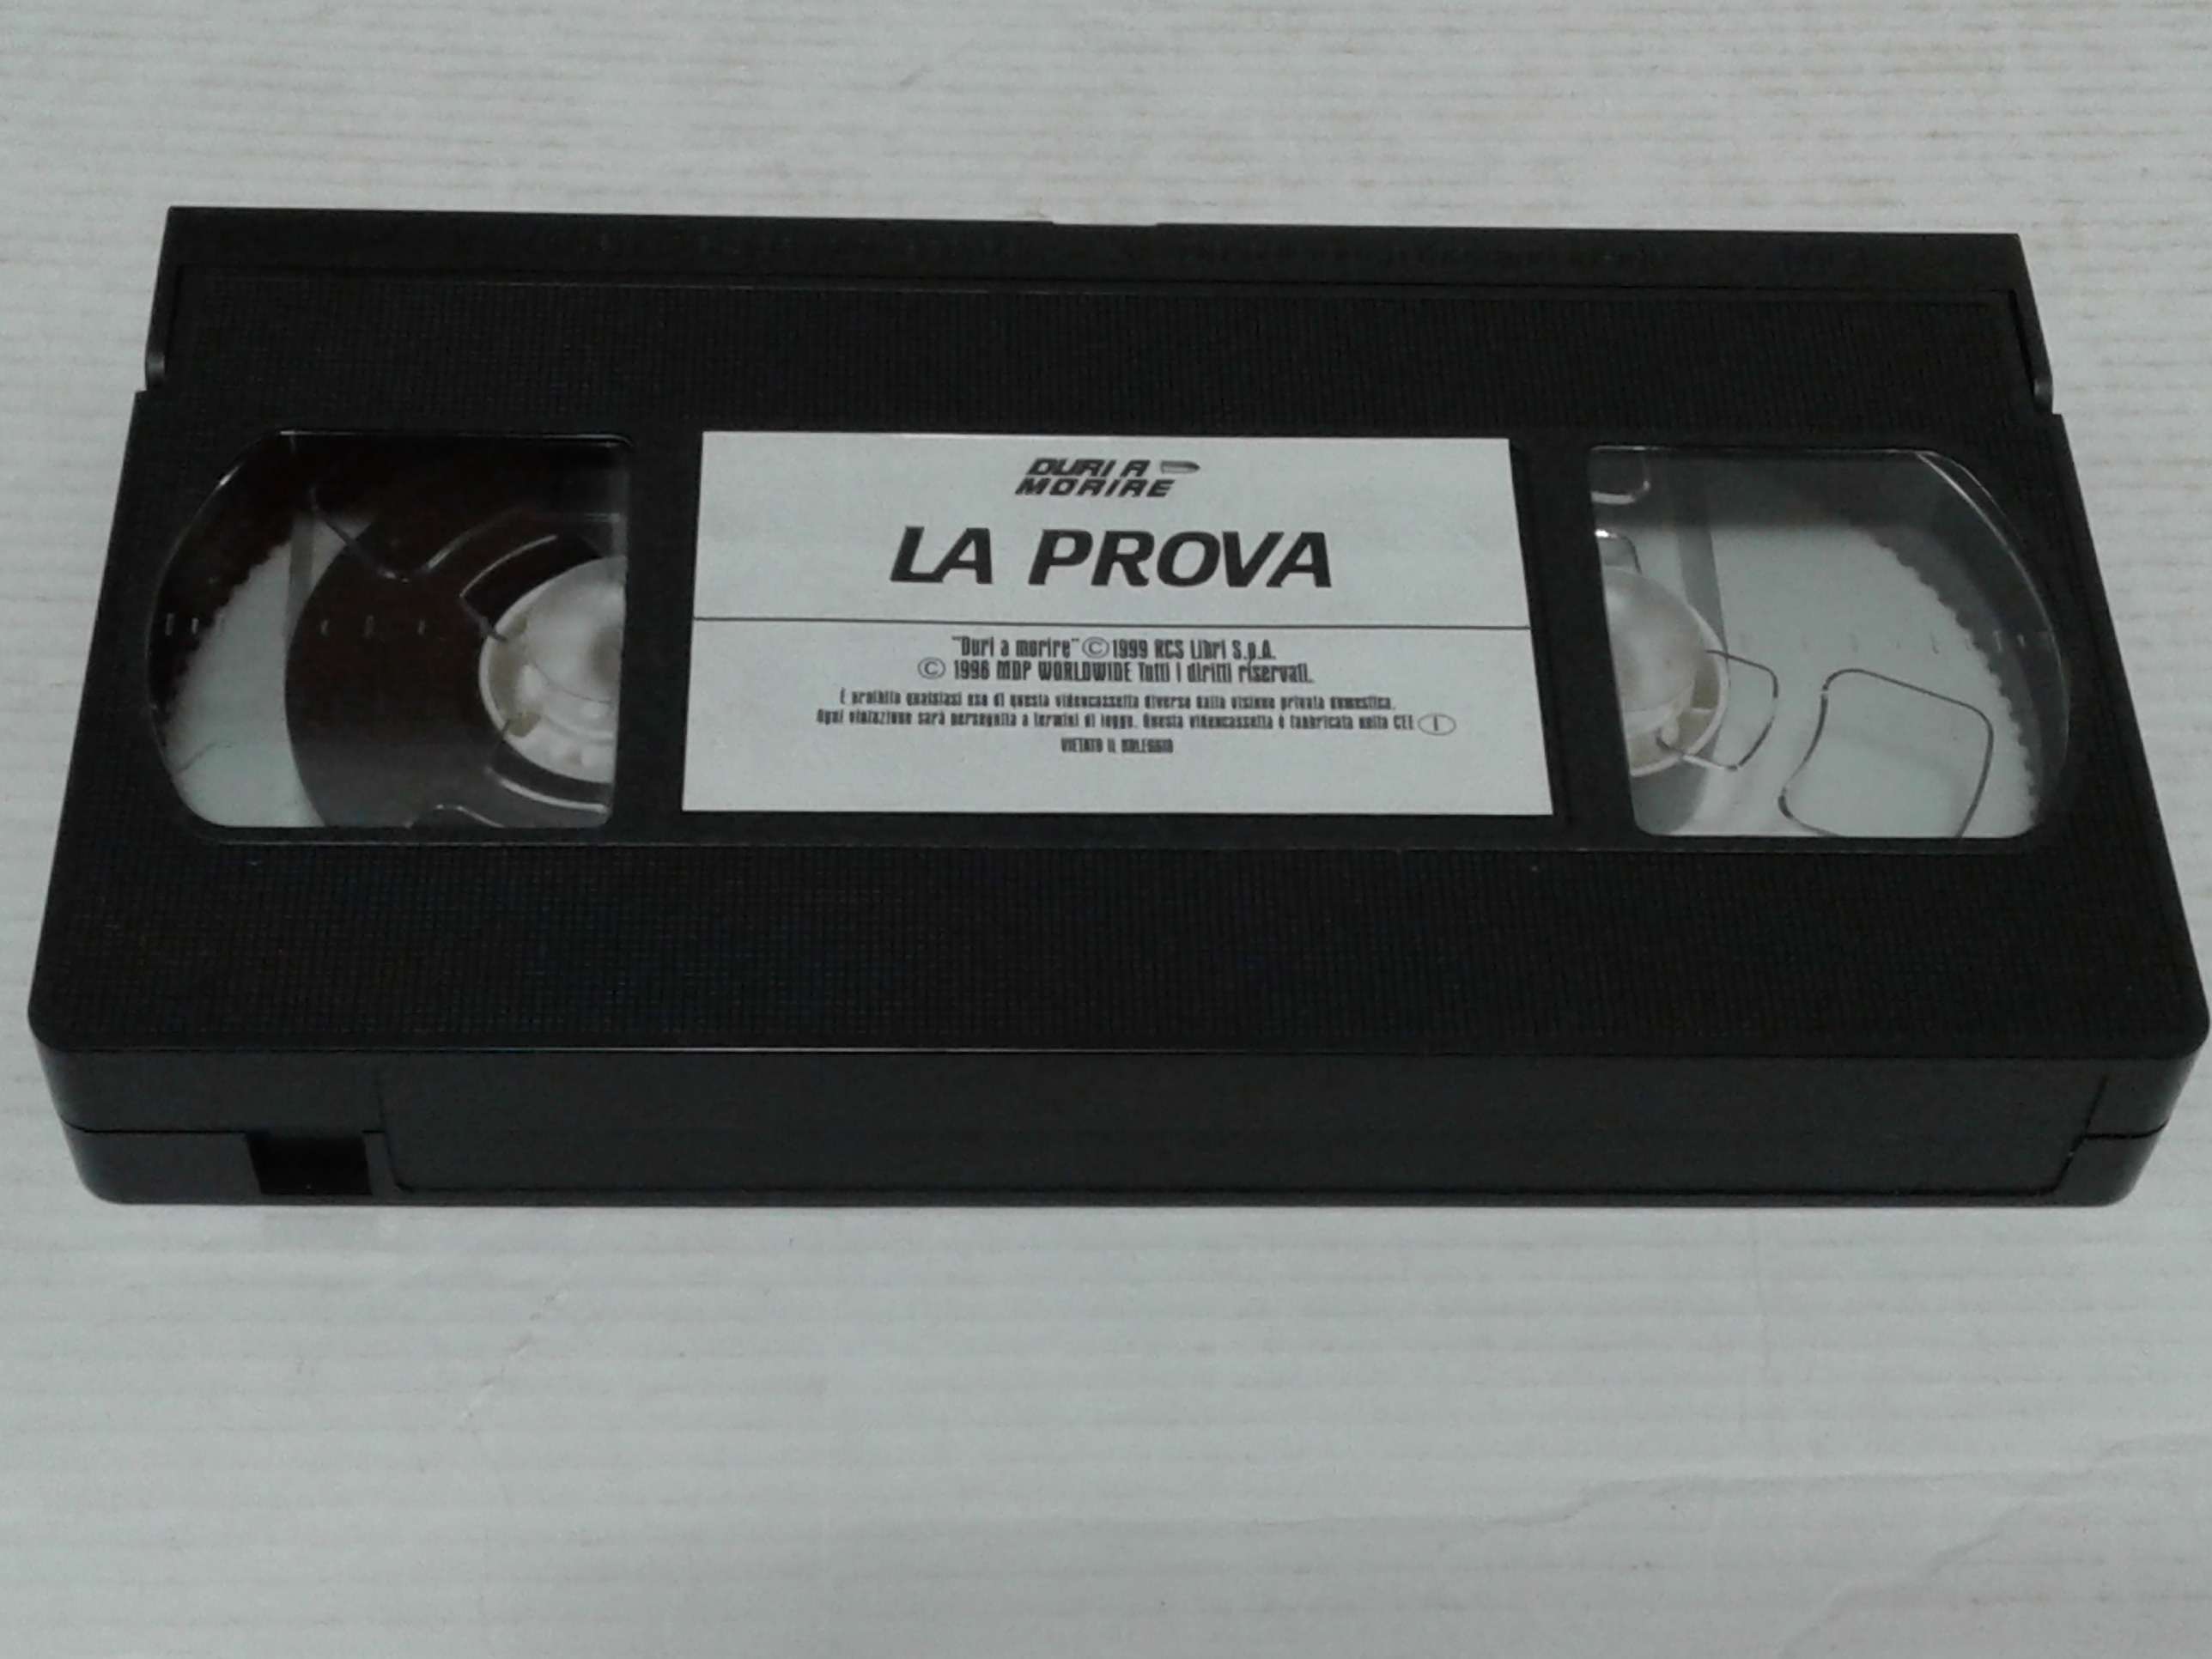 DURI A
MORIRE
LA PROVA
"Duri a morire" © 1999 RCS Libri S.p.A.
© 1996 MDP WORLDWIDE Tutti i diritti riservati.
È proibito qualsiasi uso di questa videocassetta diverso dalla visione privata domestica.
Ogni violazione sarà perseguita a termini di legge. Questa videocassetta è fabbricata nella CEE I
VIETATO IL NOLEGGIO